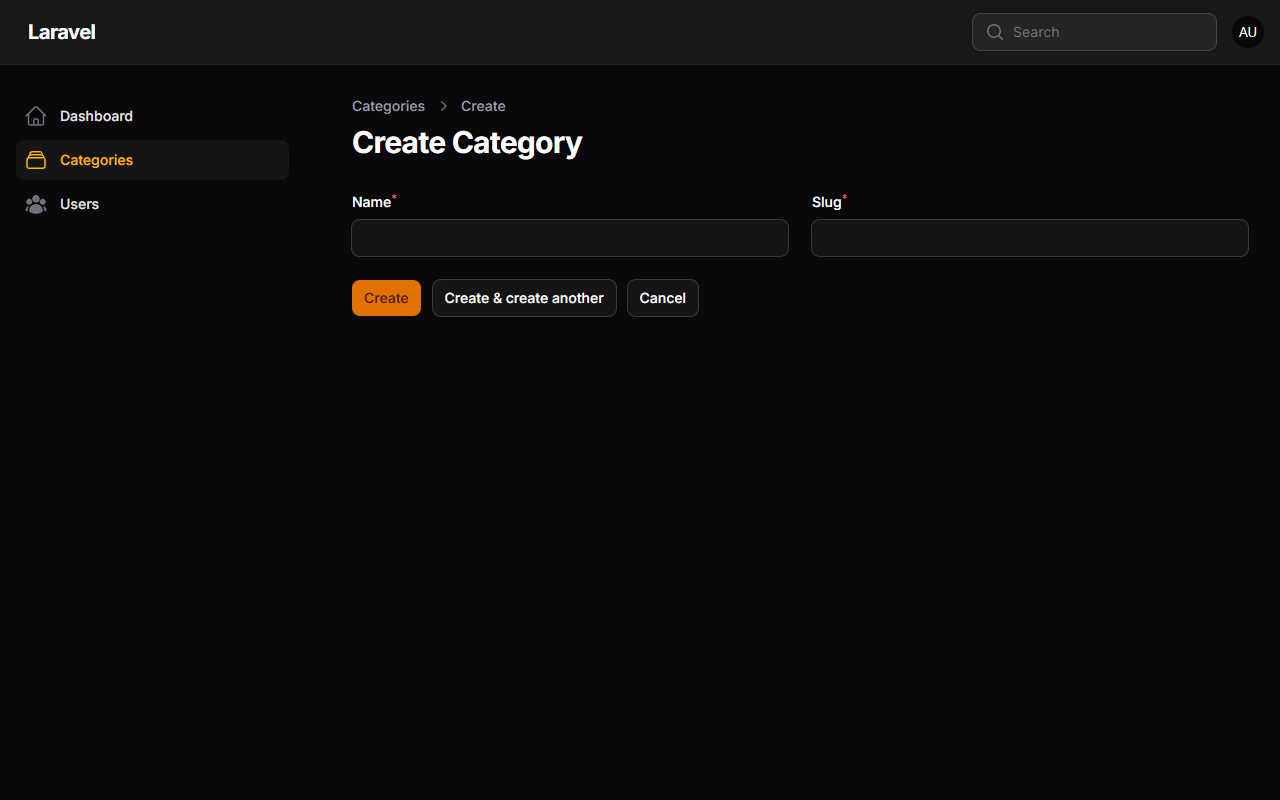 Laravel
Search
AU
Dashboard
Categories
Users
Categories > Create
Create Category
Name*
Slug*
Create
Create & create another
Cancel